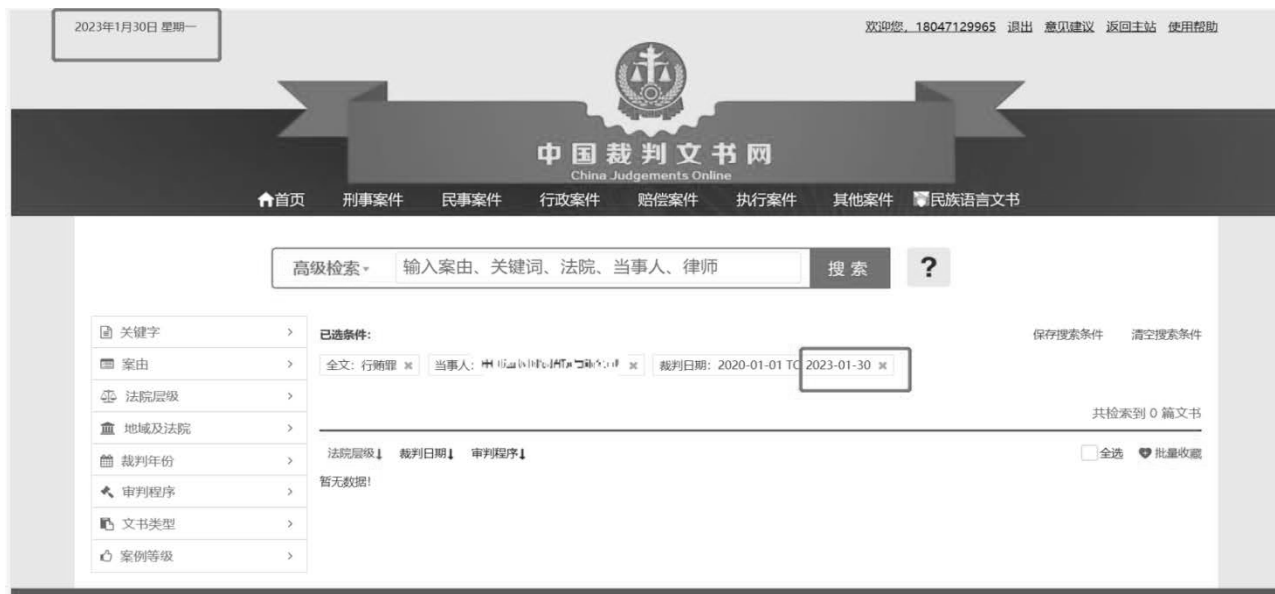 2023年1月30日 星期一
欢迎您，18047129965 退出 意见建议 返回主站 使用帮助
中国裁判文书网
China Judgements Online
首页 刑事案件 民事案件 行政案件 赔偿案件 执行案件 其他案件 民族语言文书
高级检索 输入案由、关键词、法院、当事人、律师 搜索 ?
关键字
案由
法院层级
地域及法院
裁判年份
审判程序
文书类型
案例等级
已选条件: 保存搜索条件 清空搜索条件
全文: 行贿罪 × 当事人: × 裁判日期: 2020-01-01 TO 2023-01-30 ×
共检索到 0 篇文书
法院层级↓ 裁判日期↓ 审判程序↓ 全选 批量收藏
暂无数据!